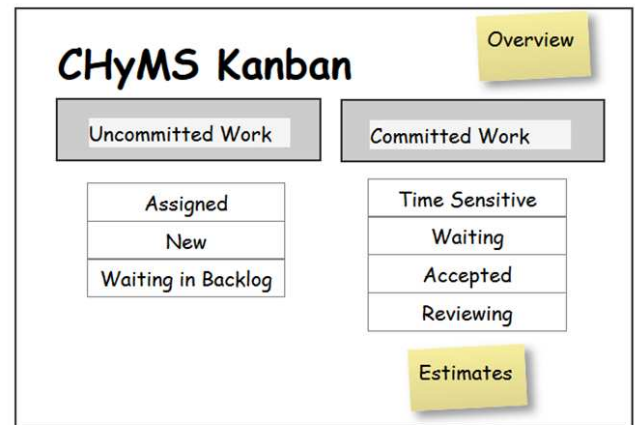 Overview
CHyMS Kanban
Uncommitted Work
Committed Work
Assigned
New
Waiting in Backlog
Time Sensitive
Waiting
Accepted
Reviewing
Estimates